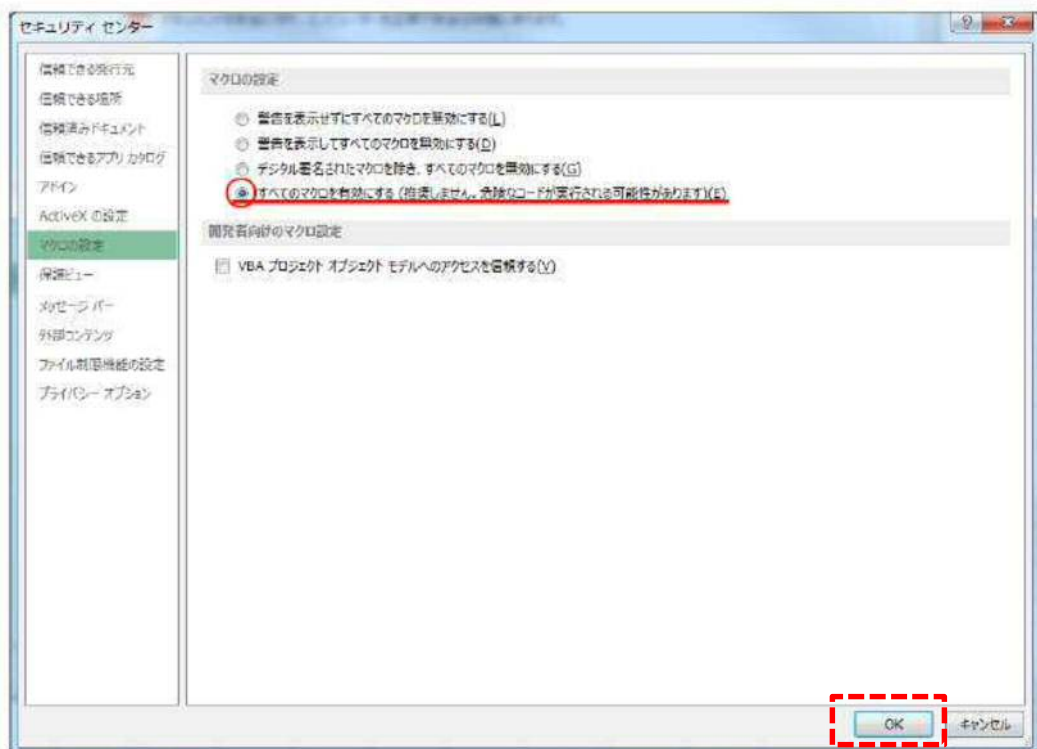 セキュリティ センター
信頼できる発行元
信頼できる場所
信頼済みドキュメント
信頼できるアプリ カタログ
アドイン
ActiveX の設定
マクロの設定
保護ビュー
メッセージ バー
外部コンテンツ
ファイル制限機能の設定
プライバシー オプション
マクロの設定
警告を表示せずにすべてのマクロを無効にする(L)
警告を表示してすべてのマクロを無効にする(D)
デジタル署名されたマクロを除き、すべてのマクロを無効にする(G)
すべてのマクロを有効にする (推奨しません。危険なコードが実行される可能性があります)(E)
開発者向けのマクロ設定
VBA プロジェクト オブジェクト モデルへのアクセスを信頼する(V)
OK
キャンセル